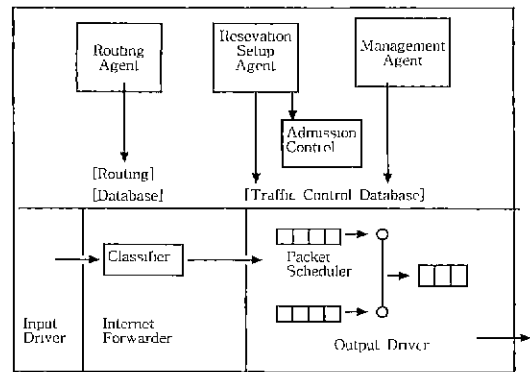 Routing
Agent
Resevation
Setup
Agent
Management
Agent
Admission
Control
[Routing]
[Database]
[Traffic Control Database]
Classifier
Packet
Scheduler
Input
Driver
Internet
Forwarder
Output Driver